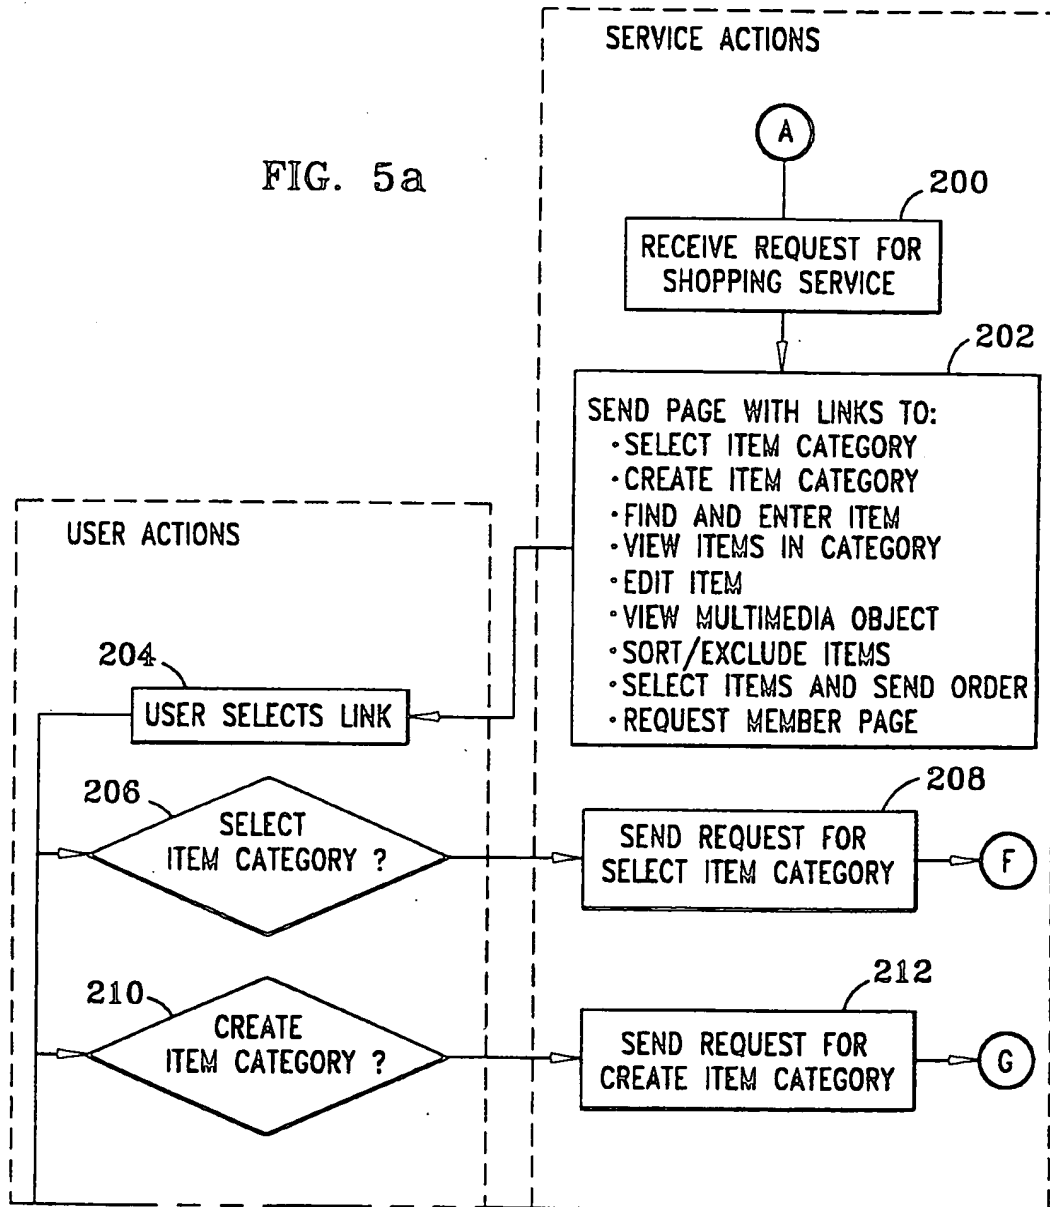 SERVICE ACTIONS
A
FIG. 5a
200
RECEIVE REQUEST FOR
SHOPPING SERVICE
202
SEND PAGE WITH LINKS TO:
·SELECT ITEM CATEGORY
·CREATE ITEM CATEGORY
·FIND AND ENTER ITEM
·VIEW ITEMS IN CATEGORY
·EDIT ITEM
·VIEW MULTIMEDIA OBJECT
·SORT/EXCLUDE ITEMS
·SELECT ITEMS AND SEND ORDER
·REQUEST MEMBER PAGE
USER ACTIONS
204
USER SELECTS LINK
206
SELECT
ITEM CATEGORY ?
208
SEND REQUEST FOR
SELECT ITEM CATEGORY
F
210
CREATE
ITEM CATEGORY ?
212
SEND REQUEST FOR
CREATE ITEM CATEGORY
G